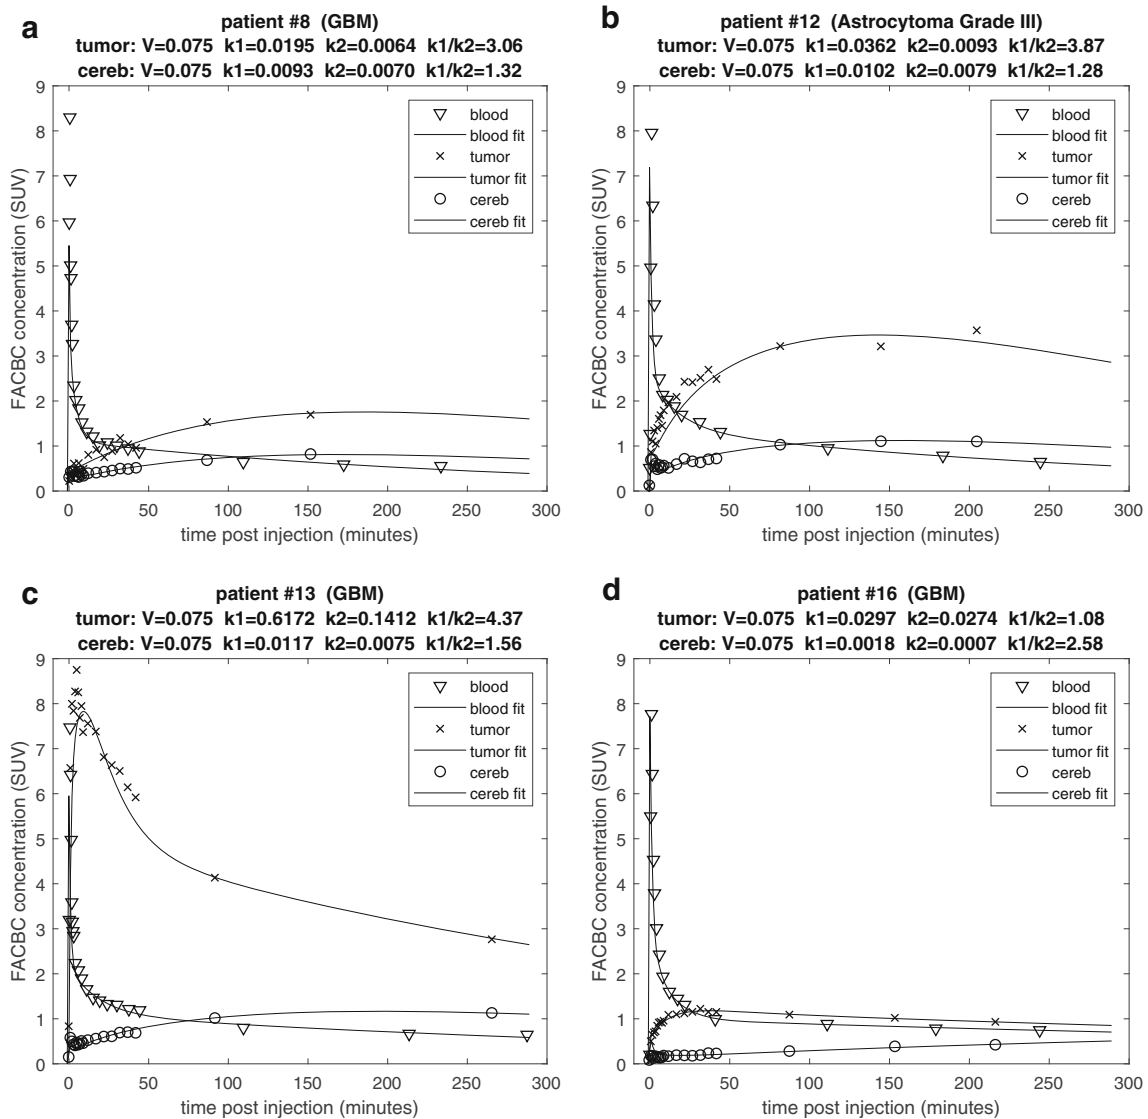 a
patient #8 (GBM)
tumor: V=0.075 k1=0.0195 k2=0.0064 k1/k2=3.06
cereb: V=0.075 k1=0.0093 k2=0.0070 k1/k2=1.32
FACBC concentration (SUV)
9
8
7
6
5
4
3
2
1
0
blood
blood fit
tumor
tumor fit
cereb
cereb fit
0 50 100 150 200 250 300
time post injection (minutes)
b
patient #12 (Astrocytoma Grade III)
tumor: V=0.075 k1=0.0362 k2=0.0093 k1/k2=3.87
cereb: V=0.075 k1=0.0102 k2=0.0079 k1/k2=1.28
FACBC concentration (SUV)
9
8
7
6
5
4
3
2
1
0
blood
blood fit
tumor
tumor fit
cereb
cereb fit
0 50 100 150 200 250 300
time post injection (minutes)
c
patient #13 (GBM)
tumor: V=0.075 k1=0.6172 k2=0.1412 k1/k2=4.37
cereb: V=0.075 k1=0.0117 k2=0.0075 k1/k2=1.56
FACBC concentration (SUV)
9
8
7
6
5
4
3
2
1
0
blood
blood fit
tumor
tumor fit
cereb
cereb fit
0 50 100 150 200 250 300
time post injection (minutes)
d
patient #16 (GBM)
tumor: V=0.075 k1=0.0297 k2=0.0274 k1/k2=1.08
cereb: V=0.075 k1=0.0018 k2=0.0007 k1/k2=2.58
FACBC concentration (SUV)
9
8
7
6
5
4
3
2
1
0
blood
blood fit
tumor
tumor fit
cereb
cereb fit
0 50 100 150 200 250 300
time post injection (minutes)